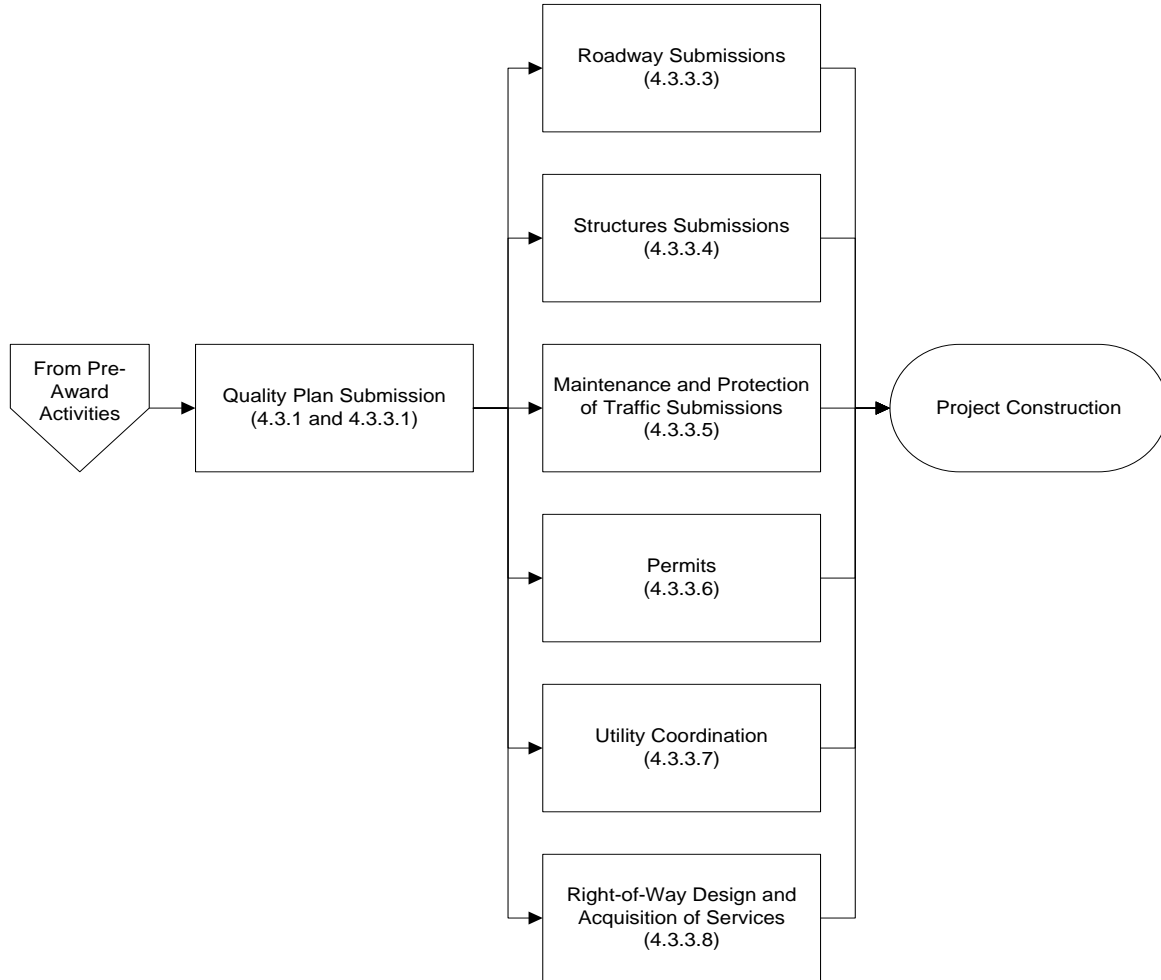 From Pre-
Award
Activities
Quality Plan Submission
(4.3.1 and 4.3.3.1)
Roadway Submissions
(4.3.3.3)
Structures Submissions
(4.3.3.4)
Maintenance and Protection
of Traffic Submissions
(4.3.3.5)
Permits
(4.3.3.6)
Utility Coordination
(4.3.3.7)
Right-of-Way Design and
Acquisition of Services
(4.3.3.8)
Project Construction